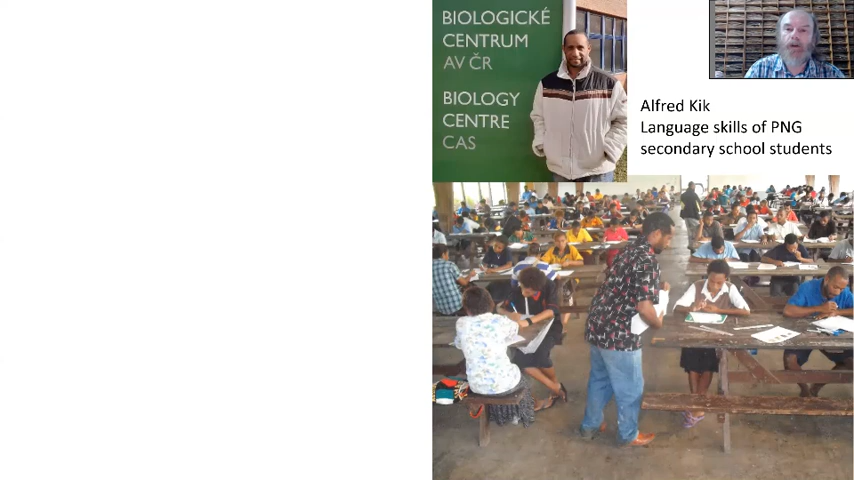 BIOLOGICKÉ
CENTRUM
AV ČR
BIOLOGY
CENTRE
CAS
Alfred Kik
Language skills of PNG
secondary school students